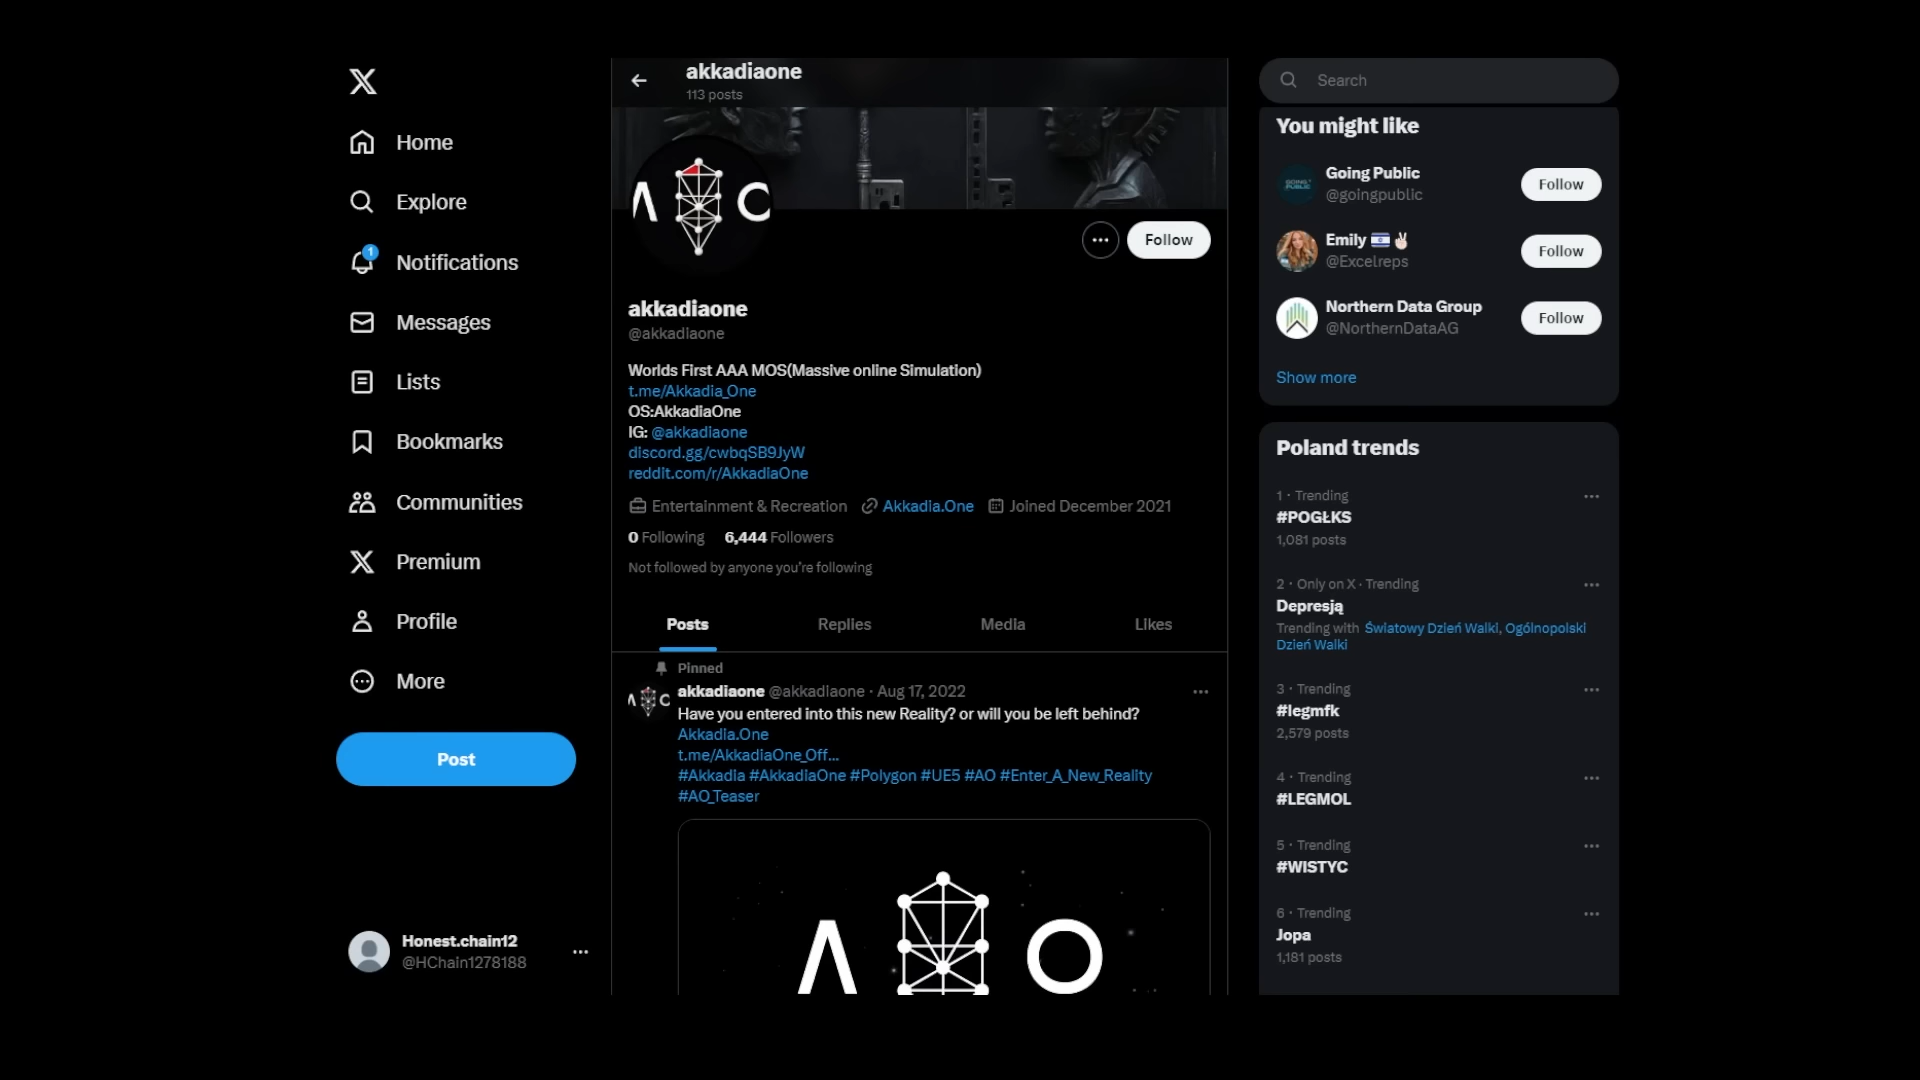 Home
Explore
1
Notifications
Messages
Lists
Bookmarks
Communities
Premium
Profile
More
Post
Honest.chain12
@HChain1278188
akkadiaone
113 posts
Follow
akkadiaone
@akkadiaone
Worlds First AAA MOS(Massive online Simulation)
t.me/Akkadia_One
OS:AkkadiaOne
IG: @akkadiaone
discord.gg/cwbqSB9JyW
reddit.com/r/AkkadiaOne
Entertainment & Recreation Akkadia.One Joined December 2021
0 Following 6,444 Followers
Not followed by anyone you're following
Posts Replies Media Likes
Pinned
akkadiaone @akkadiaone · Aug 17, 2022
Have you entered into this new Reality? or will you be left behind?
Akkadia.One
t.me/AkkadiaOne_Off...
#Akkadia #AkkadiaOne #Polygon #UE5 #AO #Enter_A_New_Reality
#AO_Teaser
Search
You might like
Going Public
@goingpublic
Follow
Emily
@Excelreps
Follow
Northern Data Group
@NorthernDataAG
Follow
Show more
Poland trends
1 · Trending
#POGŁKS
1,081 posts
2 · Only on X · Trending
Depresją
Trending with Światowy Dzień Walki, Ogólnopolski
Dzień Walki
3 · Trending
#legmfk
2,579 posts
4 · Trending
#LEGMOL
5 · Trending
#WISTYC
6 · Trending
Jopa
1,181 posts